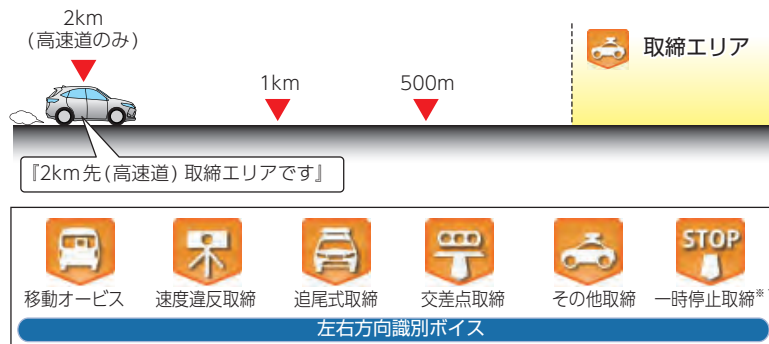 2km
(高速道のみ)
1km
500m
取締エリア
『2km先(高速道) 取締エリアです』
STOP
移動オービス
速度違反取締
追尾式取締
交差点取締
その他取締
一時停止取締※
左右方向識別ボイス